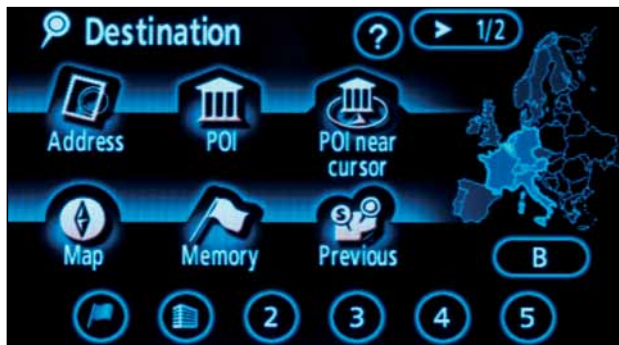 Destination
?
> 1/2
Address
POI
POI near
cursor
Map
Memory
Previous
S
B
2
3
4
5